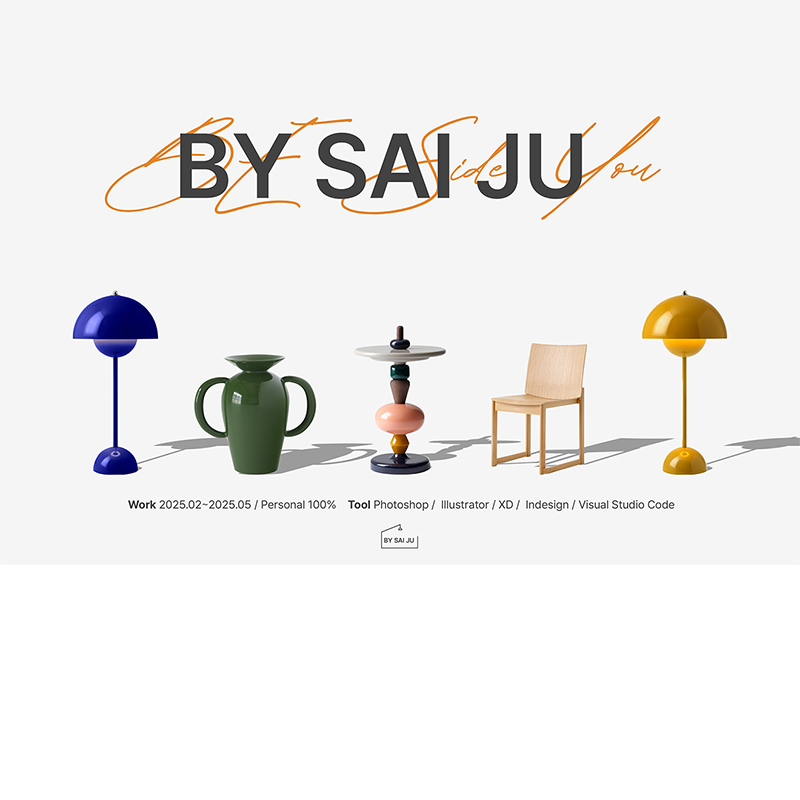 BY SAI JU
BE Side You
Work 2025.02~2025.05 / Personal 100% Tool Photoshop / Illustrator / XD / Indesign / Visual Studio Code
BY SAI JU